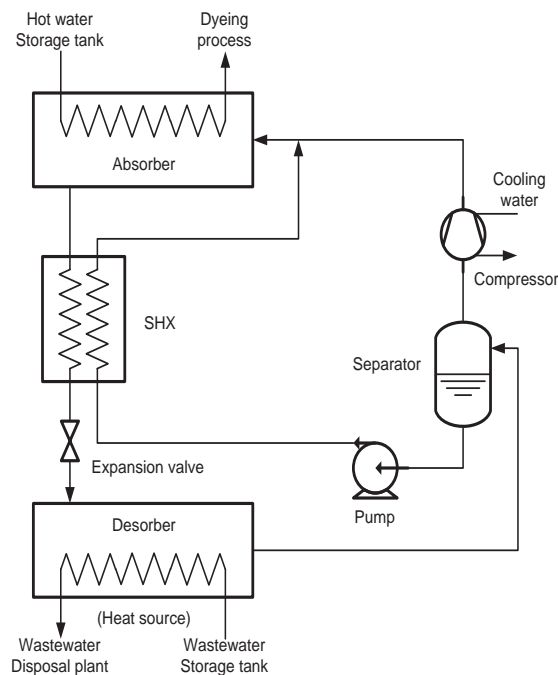 Hot water
Storage tank
Dyeing
process
Absorber
Cooling
water
Compressor
SHX
Separator
Expansion valve
Pump
Desorber
(Heat source)
Wastewater
Disposal plant
Wastewater
Storage tank